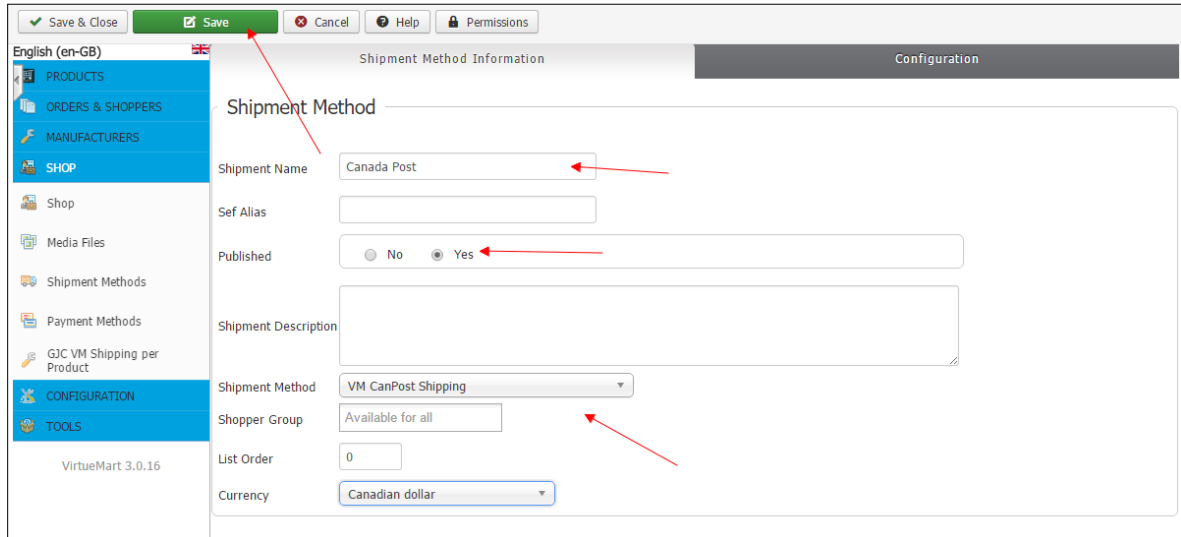 Save & Close
Save
Cancel
Help
Permissions
English (en-GB)
PRODUCTS
ORDERS & SHOPPERS
MANUFACTURERS
SHOP
Shop
Media Files
Shipment Methods
Payment Methods
GJC VM Shipping per
Product
CONFIGURATION
TOOLS
VirtueMart 3.0.16
Shipment Method Information
Configuration
Shipment Method
Shipment Name
Canada Post
Sef Alias
Published
No
Yes
Shipment Description
Shipment Method
VM CanPost Shipping
Shopper Group
Available for all
List Order
0
Currency
Canadian dollar